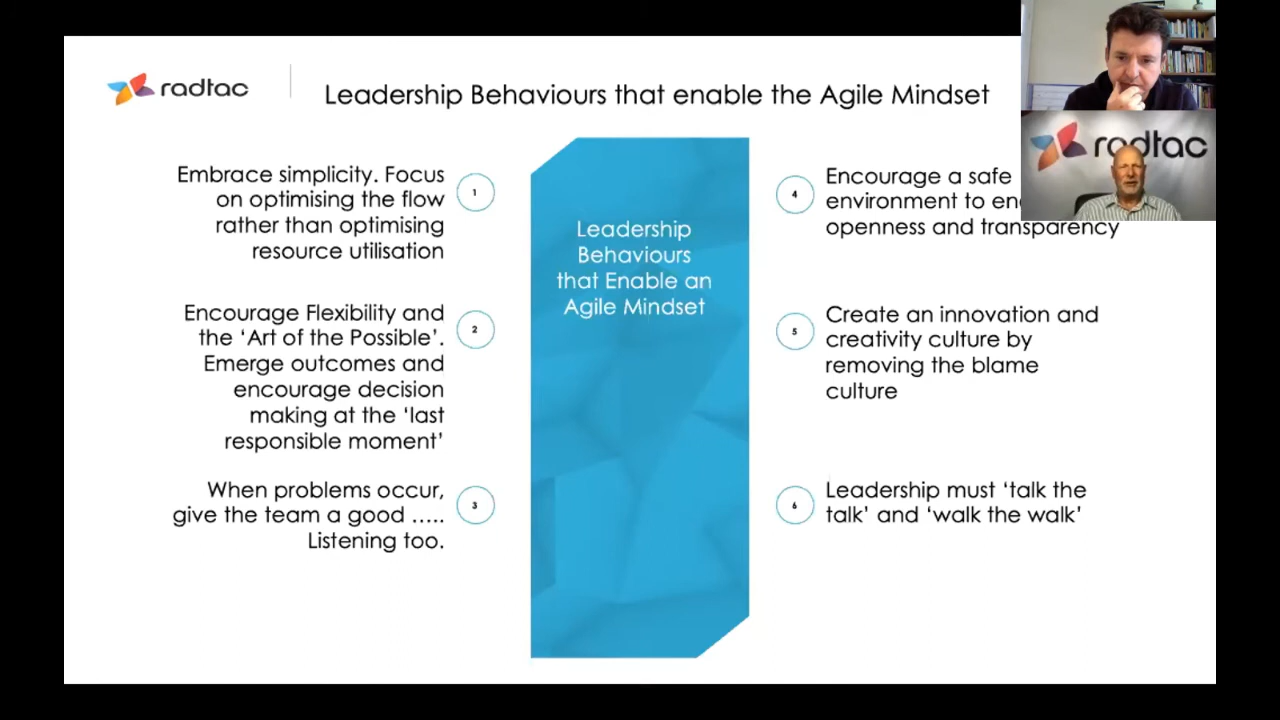 radtac
Leadership Behaviours that enable the Agile Mindset
radtac
Embrace simplicity. Focus
on optimising the flow
rather than optimising
resource utilisation
1
Encourage Flexibility and
the ‘Art of the Possible’.
Emerge outcomes and
encourage decision
making at the ‘last
responsible moment’
2
When problems occur,
give the team a good .....
Listening too.
3
Leadership
Behaviours
that Enable an
Agile Mindset
4
Encourage a safe
environment to
openness and transparency
5
Create an innovation and
creativity culture by
removing the blame
culture
6
Leadership must ‘talk the
talk’ and ‘walk the walk’